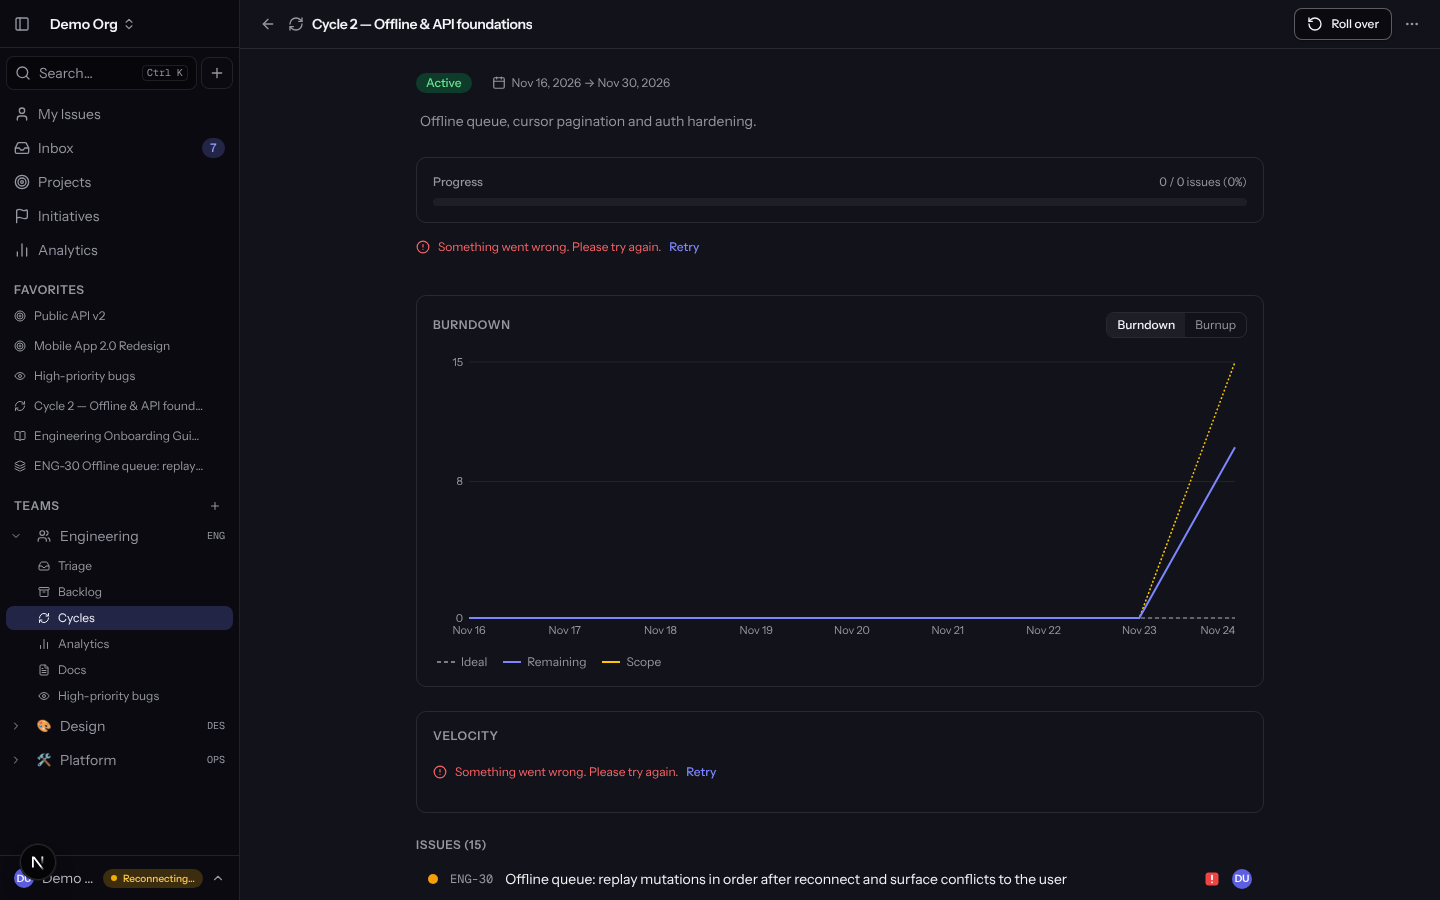 Demo Org
Cycle 2 — Offline & API foundations
Roll over
Search...
Ctrl K
My Issues
Inbox
7
Projects
Initiatives
Analytics
FAVORITES
Public API v2
Mobile App 2.0 Redesign
High-priority bugs
Cycle 2 — Offline & API found...
Engineering Onboarding Gui...
ENG-30 Offline queue: replay...
TEAMS
Engineering
ENG
Triage
Backlog
Cycles
Analytics
Docs
High-priority bugs
Design
DES
Platform
OPS
N
DU
Demo ...
Reconnecting...
Active
Nov 16, 2026 → Nov 30, 2026
Offline queue, cursor pagination and auth hardening.
Progress
0 / 0 issues (0%)
Something went wrong. Please try again. Retry
BURNDOWN
Burndown
Burnup
15
8
0
Nov 16
Nov 17
Nov 18
Nov 19
Nov 20
Nov 21
Nov 22
Nov 23
Nov 24
Ideal
Remaining
Scope
VELOCITY
Something went wrong. Please try again. Retry
ISSUES (15)
ENG-30
Offline queue: replay mutations in order after reconnect and surface conflicts to the user
DU